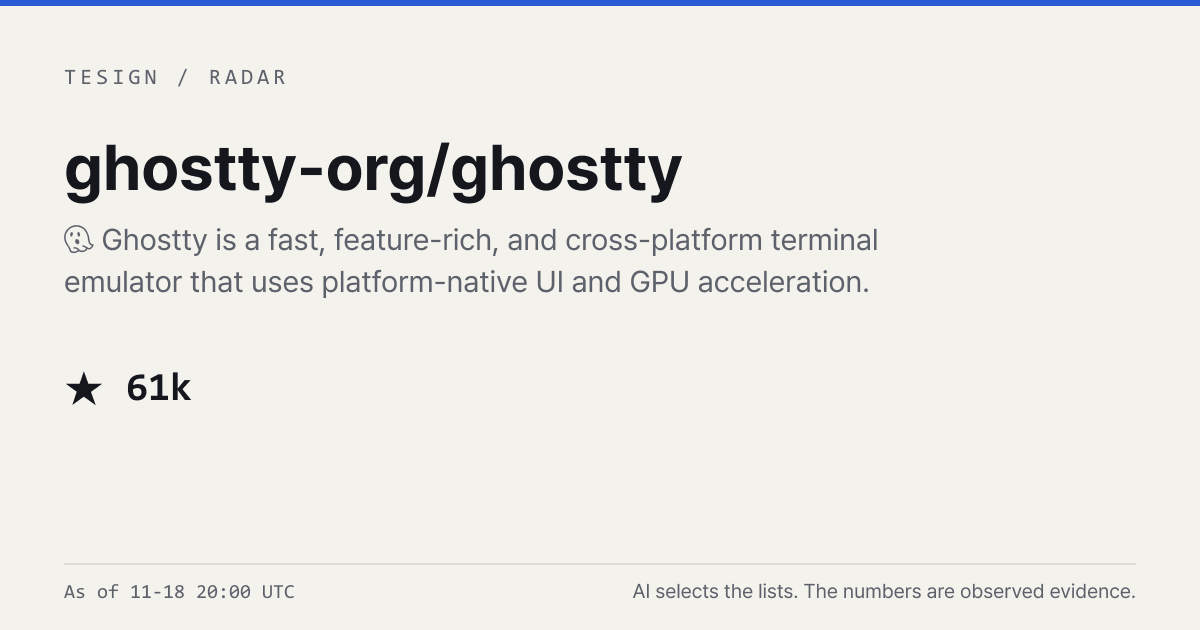 TESIGN / RADAR
ghostty-org/ghostty
👻 Ghostty is a fast, feature-rich, and cross-platform terminal
emulator that uses platform-native UI and GPU acceleration.
★ 61k
As of 11-18 20:00 UTC
AI selects the lists. The numbers are observed evidence.